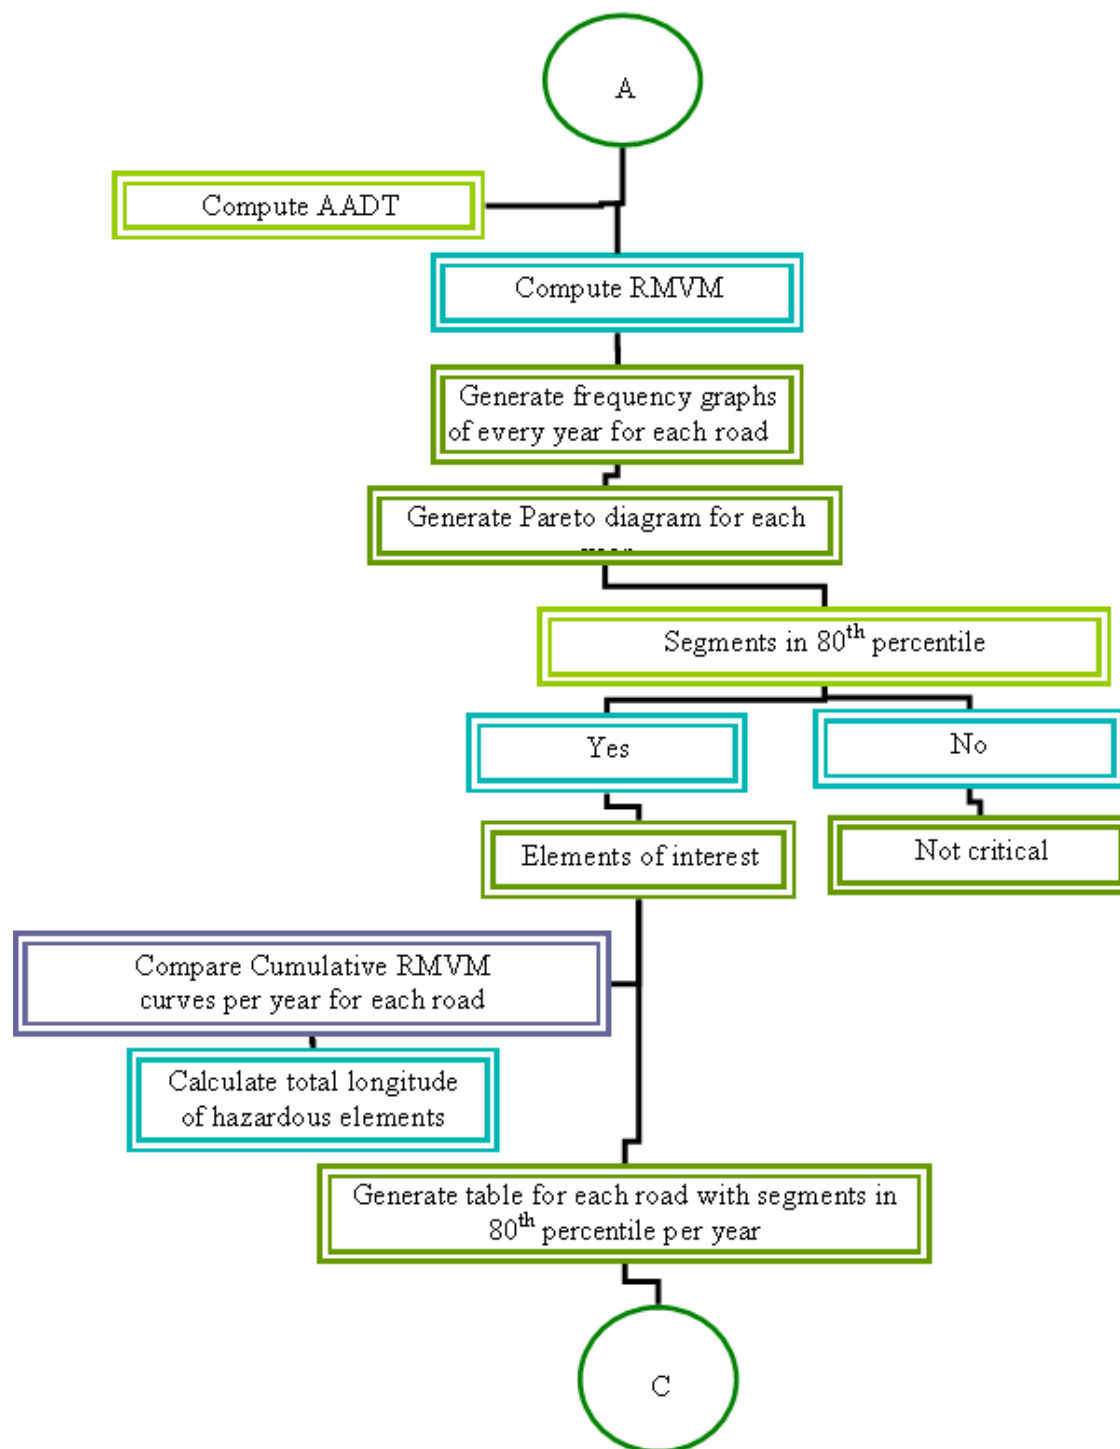 A
Compute AADT
Compute RMVM
Generate frequency graphs
of every year for each road
Generate Pareto diagram for each
Segments in 80th percentile
Yes
No
Elements of interest
Not critical
Compare Cumulative RMVM
curves per year for each road
Calculate total longitude
of hazardous elements
Generate table for each road with segments in
80th percentile per year
C